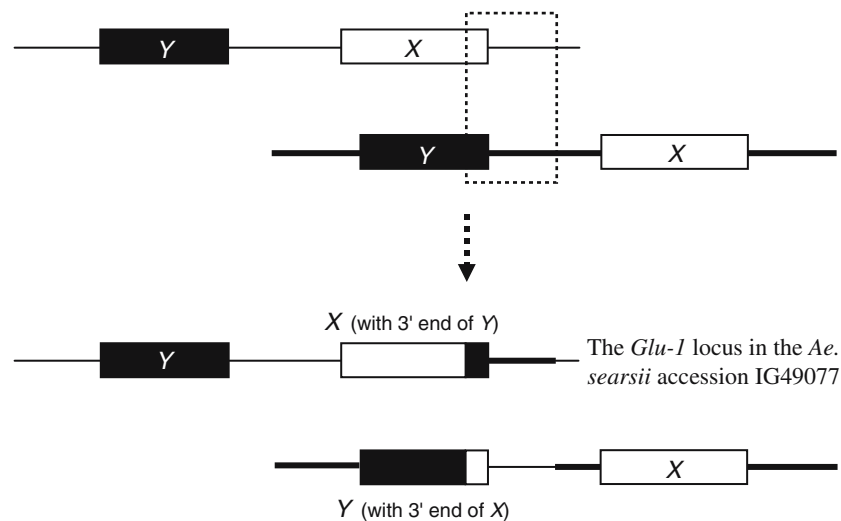 Y X
Y X
X (with 3' end of Y)
Y
The Glu-1 locus in the Ae.
searsii accession IG49077
X
Y (with 3' end of X)